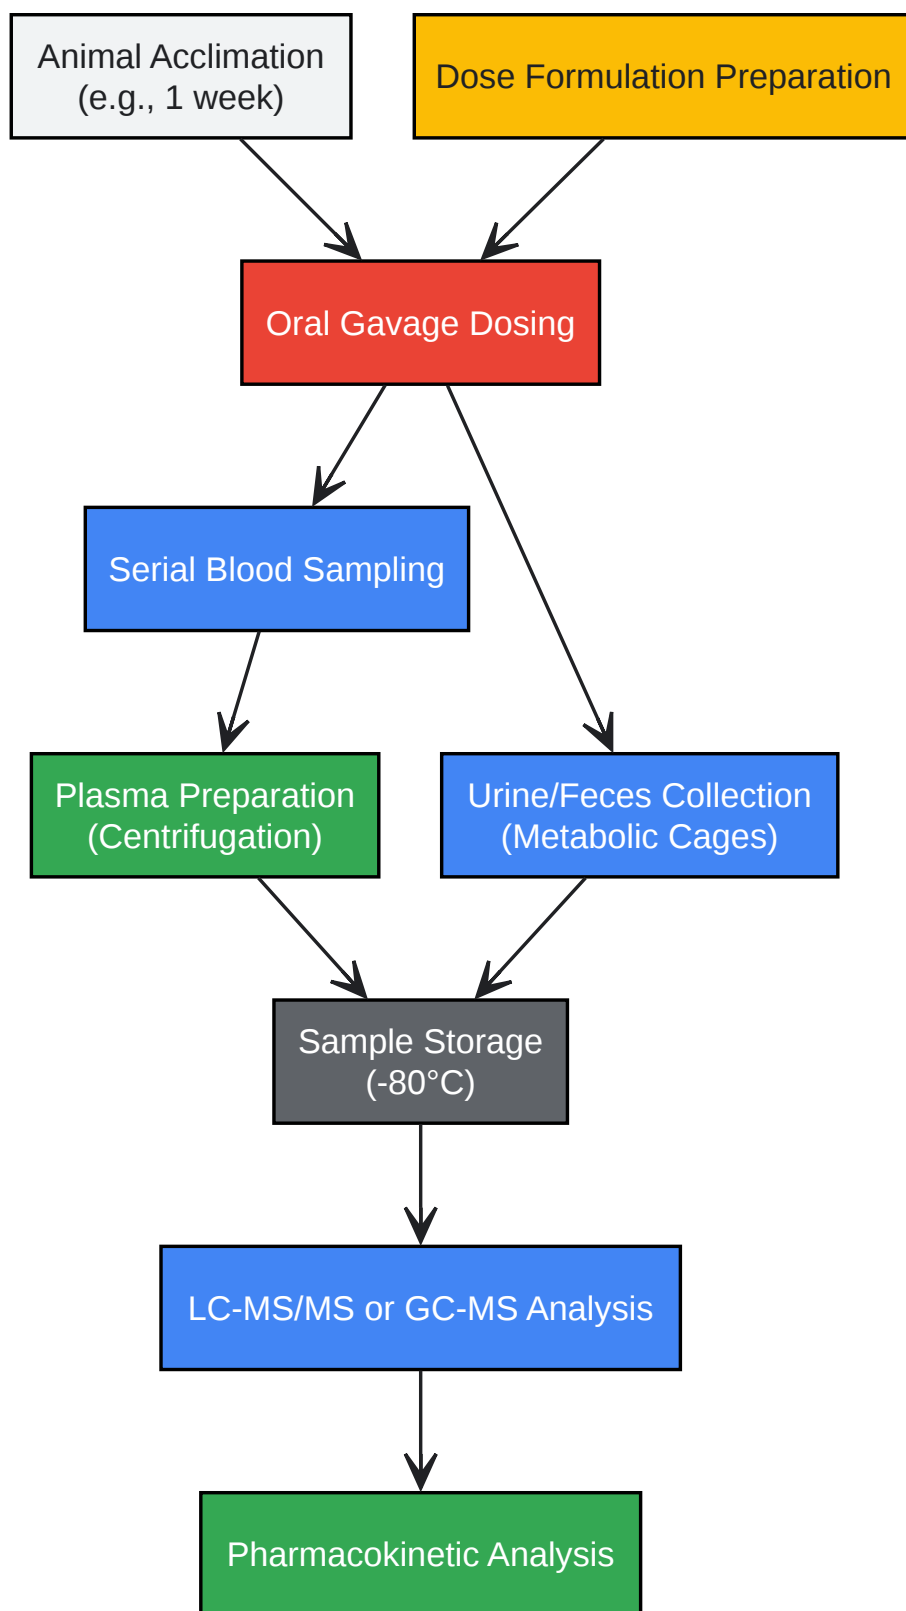 Animal Acclimation
(e.g., 1 week)
Dose Formulation Preparation
Oral Gavage Dosing
Serial Blood Sampling
Plasma Preparation
(Centrifugation)
Urine/Feces Collection
(Metabolic Cages)
Sample Storage
(-80°C)
LC-MS/MS or GC-MS Analysis
Pharmacokinetic Analysis